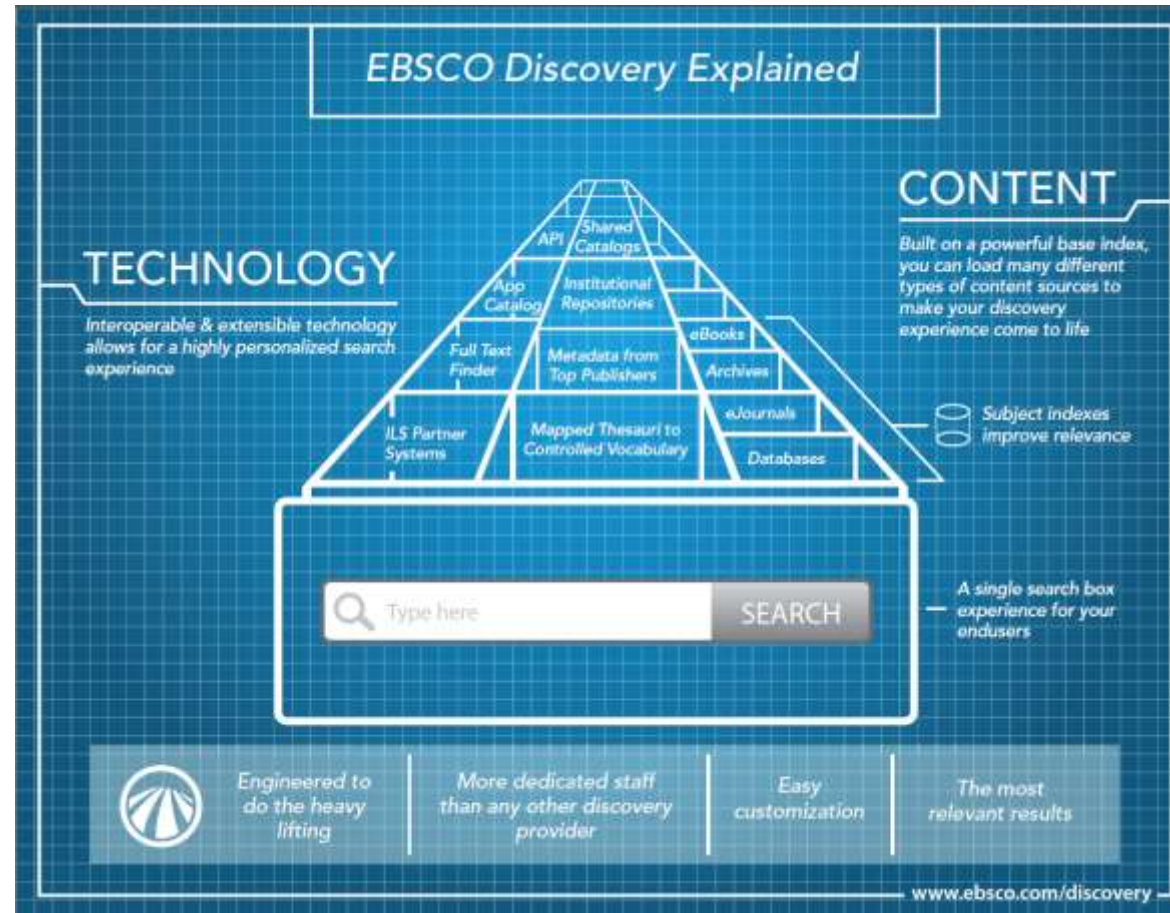 EBSCO Discovery Explained
TECHNOLOGY
Interoperable & extensible technology
allows for a highly personalized search
experience
CONTENT
Built on a powerful base index,
you can load many different
types of content sources to
make your discovery
experience come to life
API
Shared
Catalogs
App
Catalog
Institutional
Repositories
eBooks
Full Text
Finder
Metadata from
Top Publishers
Archives
ILS Partner
Systems
Mapped Thesauri to
Controlled Vocabulary
eJournals
Databases
Subject indexes
improve relevance
Type here
SEARCH
A single search box
experience for your
endusers
Engineered to
do the heavy
lifting
More dedicated staff
than any other discovery
provider
Easy
customization
The most
relevant results
www.ebsco.com/discovery